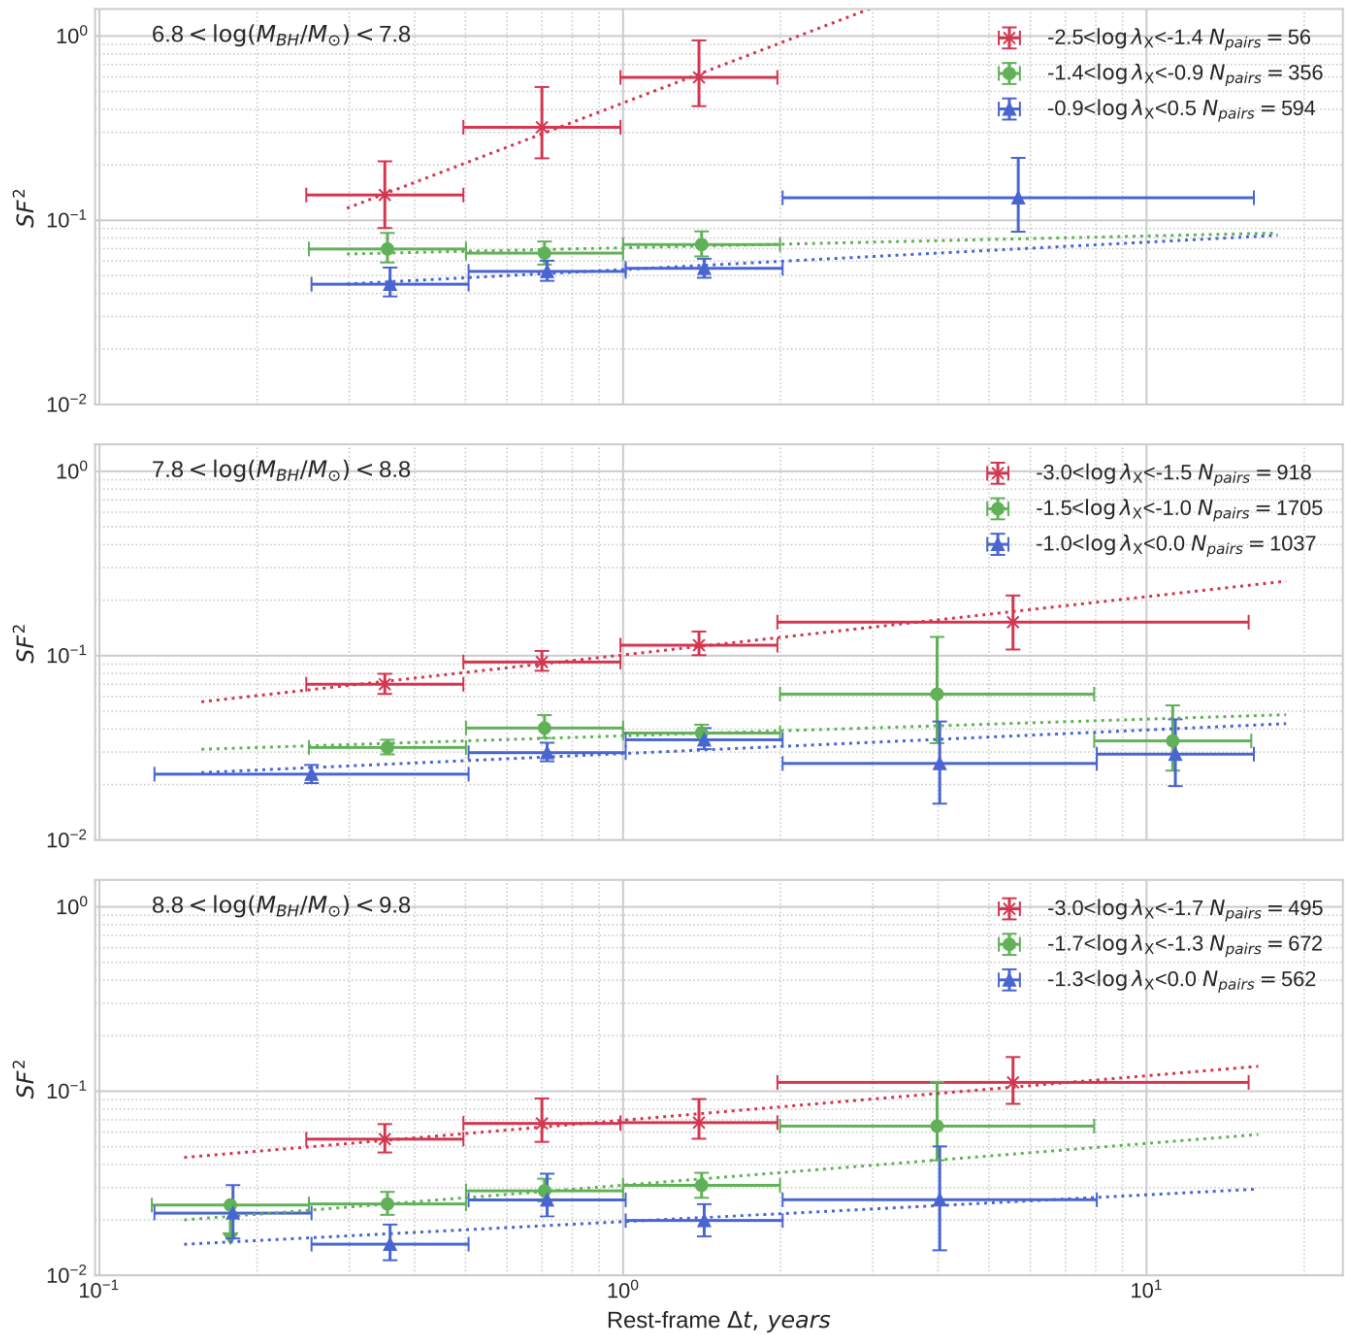 6.8 < log(M_BH/M_⊙) < 7.8
-2.5<log λ_X<-1.4 N_pairs = 56
-1.4<log λ_X<-0.9 N_pairs = 356
-0.9<log λ_X<0.5 N_pairs = 594
10⁰
10⁻¹
10⁻²
SF²
7.8 < log(M_BH/M_⊙) < 8.8
-3.0<log λ_X<-1.5 N_pairs = 918
-1.5<log λ_X<-1.0 N_pairs = 1705
-1.0<log λ_X<0.0 N_pairs = 1037
10⁰
10⁻¹
10⁻²
SF²
8.8 < log(M_BH/M_⊙) < 9.8
-3.0<log λ_X<-1.7 N_pairs = 495
-1.7<log λ_X<-1.3 N_pairs = 672
-1.3<log λ_X<0.0 N_pairs = 562
10⁰
10⁻¹
10⁻²
SF²
10⁻¹ 10⁰ 10¹
Rest-frame Δt, years